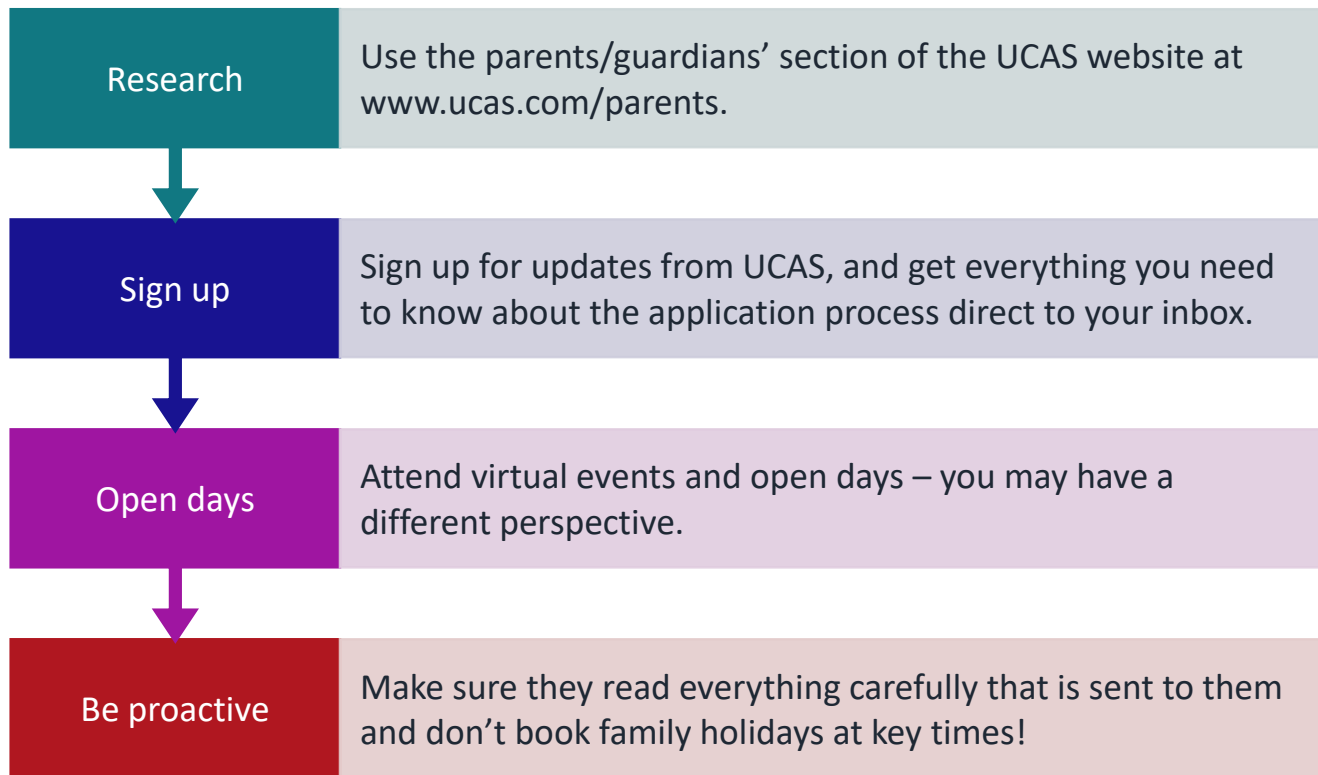 Research
Use the parents/guardians’ section of the UCAS website at
www.ucas.com/parents.
Sign up
Sign up for updates from UCAS, and get everything you need
to know about the application process direct to your inbox.
Open days
Attend virtual events and open days – you may have a
different perspective.
Be proactive
Make sure they read everything carefully that is sent to them
and don’t book family holidays at key times!